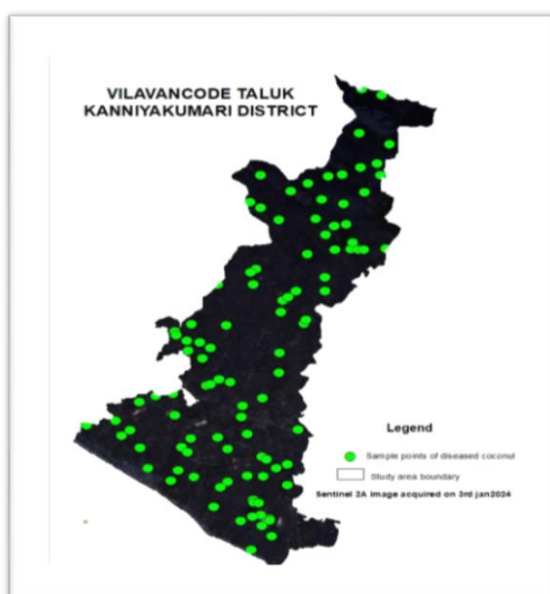 VILAVANCODE TALUK
KANNIYAKUMARI DISTRICT
Legend
Sample points of diseased coconut
Study area boundary
Sentinel 2A image acquired on 3rd jan2024